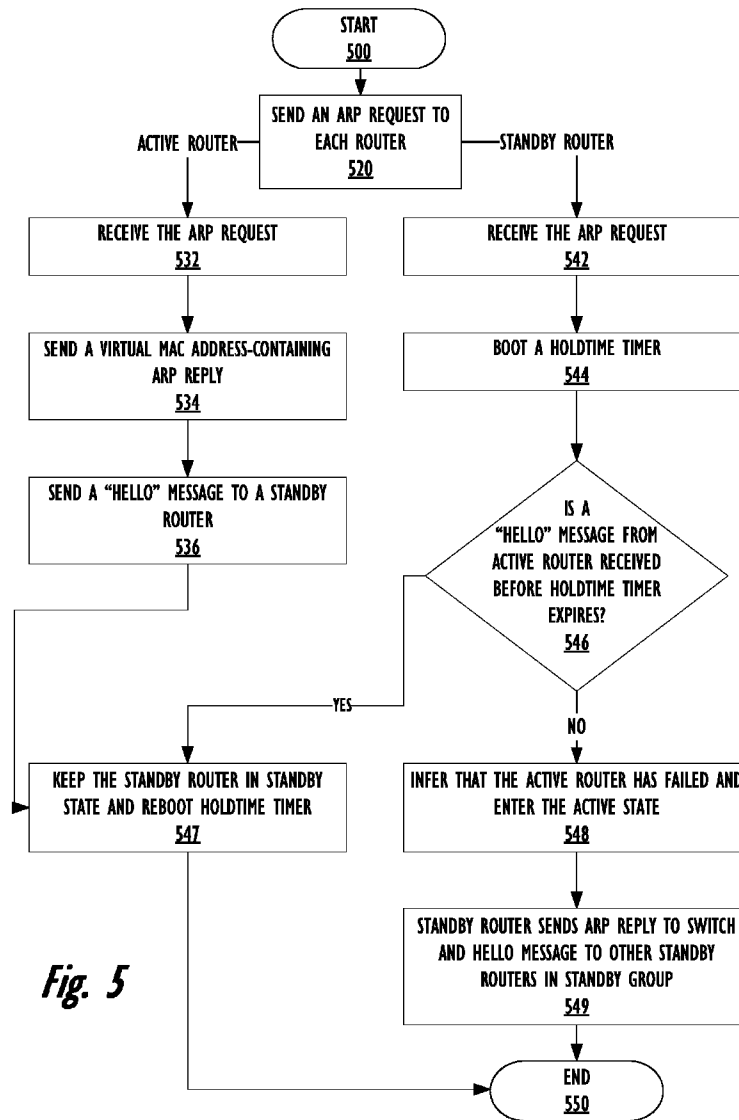 START
500
SEND AN ARP REQUEST TO
EACH ROUTER
520
ACTIVE ROUTER
STANDBY ROUTER
RECEIVE THE ARP REQUEST
532
RECEIVE THE ARP REQUEST
542
SEND A VIRTUAL MAC ADDRESS-CONTAINING
ARP REPLY
534
BOOT A HOLDTIME TIMER
544
SEND A “HELLO” MESSAGE TO A STANDBY
ROUTER
536
IS A
“HELLO” MESSAGE FROM
ACTIVE ROUTER RECEIVED
BEFORE HOLDTIME TIMER
EXPIRES?
546
YES
NO
KEEP THE STANDBY ROUTER IN STANDBY
STATE AND REBOOT HOLDTIME TIMER
547
INFER THAT THE ACTIVE ROUTER HAS FAILED AND
ENTER THE ACTIVE STATE
548
STANDBY ROUTER SENDS ARP REPLY TO SWITCH
AND HELLO MESSAGE TO OTHER STANDBY
ROUTERS IN STANDBY GROUP
549
Fig. 5
END
550